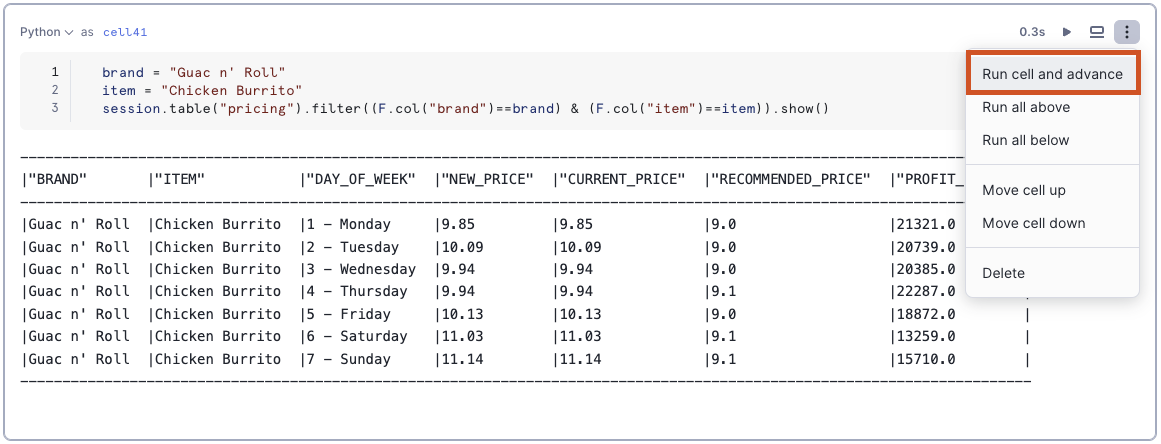 Python as cell41 0.3s
1 brand = "Guac n' Roll"
2 item = "Chicken Burrito"
3 session.table("pricing").filter((F.col("brand")==brand) & (F.col("item")==item)).show()
Run cell and advance
Run all above
Run all below
Move cell up
Move cell down
Delete
|"BRAND" |"ITEM" |"DAY_OF_WEEK" |"NEW_PRICE" |"CURRENT_PRICE" |"RECOMMENDED_PRICE" |"PROFIT_
|Guac n' Roll |Chicken Burrito |1 – Monday |9.85 |9.85 |9.0 |21321.0
|Guac n' Roll |Chicken Burrito |2 – Tuesday |10.09 |10.09 |9.0 |20739.0
|Guac n' Roll |Chicken Burrito |3 – Wednesday |9.94 |9.94 |9.0 |20385.0
|Guac n' Roll |Chicken Burrito |4 – Thursday |9.94 |9.94 |9.1 |22287.0 |
|Guac n' Roll |Chicken Burrito |5 – Friday |10.13 |10.13 |9.0 |18872.0 |
|Guac n' Roll |Chicken Burrito |6 – Saturday |11.03 |11.03 |9.1 |13259.0 |
|Guac n' Roll |Chicken Burrito |7 – Sunday |11.14 |11.14 |9.1 |15710.0 |